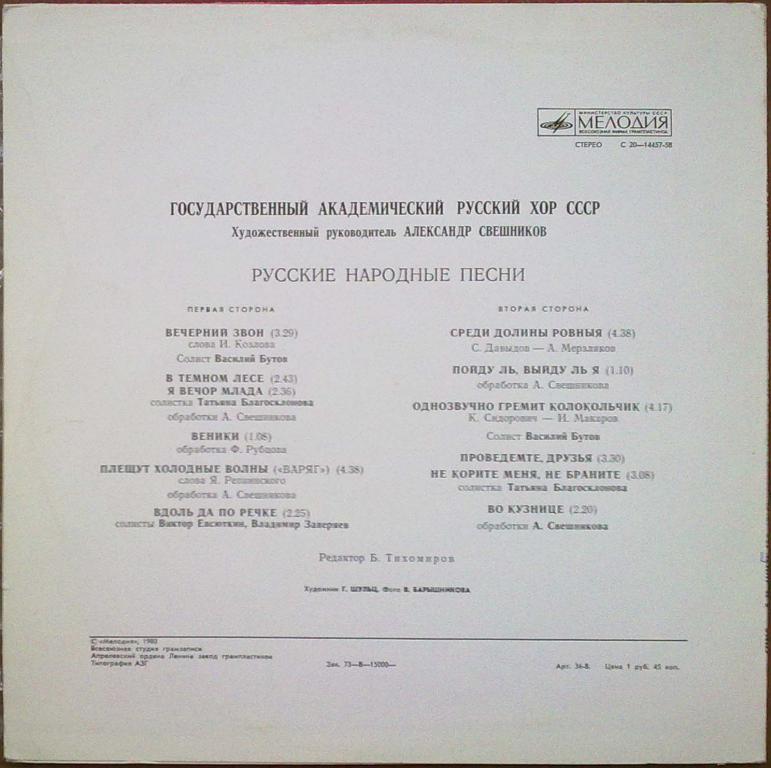 МИНИСТЕРСТВО КУЛЬТУРЫ СССР
МЕЛОДИЯ
ВСЕСОЮЗНАЯ ФИРМА ГРАМПЛАСТИНОК
СТЕРЕО С 20—14457-58
ГОСУДАРСТВЕННЫЙ АКАДЕМИЧЕСКИЙ РУССКИЙ ХОР СССР
Художественный руководитель АЛЕКСАНДР СВЕШНИКОВ
РУССКИЕ НАРОДНЫЕ ПЕСНИ
ПЕРВАЯ СТОРОНА
ВЕЧЕРНИЙ ЗВОН (3.29)
слова И. Козлова
Солист Василий Бутов
В ТЕМНОМ ЛЕСЕ (2.43)
Я ВЕЧОР МЛАДА (2.36)
солистка Татьяна Благосклонова
обработки А. Свешникова
ВЕНИКИ (1.08)
обработка Ф. Рубцова
ПЛЕЩУТ ХОЛОДНЫЕ ВОЛНЫ («ВАРЯГ») (4.38)
слова Я. Репнинского
обработка А. Свешникова
ВДОЛЬ ДА ПО РЕЧКЕ (2.25)
солисты Виктор Евсюткин, Владимир Заверяев
ВТОРАЯ СТОРОНА
СРЕДИ ДОЛИНЫ РОВНЫЯ (4.38)
С. Давыдов — А. Мерзляков
ПОЙДУ ЛЬ, ВЫЙДУ ЛЬ Я (1.10)
обработка А. Свешникова
ОДНОЗВУЧНО ГРЕМИТ КОЛОКОЛЬЧИК (4.17)
К. Сидорович — И. Макаров
Солист Василий Бутов
ПРОВЕДЕМТЕ, ДРУЗЬЯ (3.30)
НЕ КОРИТЕ МЕНЯ, НЕ БРАНИТЕ (3.08)
солистка Татьяна Благосклонова
ВО КУЗНИЦЕ (2.20)
обработки А. Свешникова
Редактор Б. Тихомиров
Художник Г. ШУЛЬЦ, Фото В. БАРЫШНИКОВА
© «Мелодия», 1980
Всесоюзная студия грамзаписи
Апрелевский ордена Ленина завод грампластинок
Типография АЗГ
Зак. 73—В—15000—
Арт. 36-8. Цена 1 руб. 45 коп.